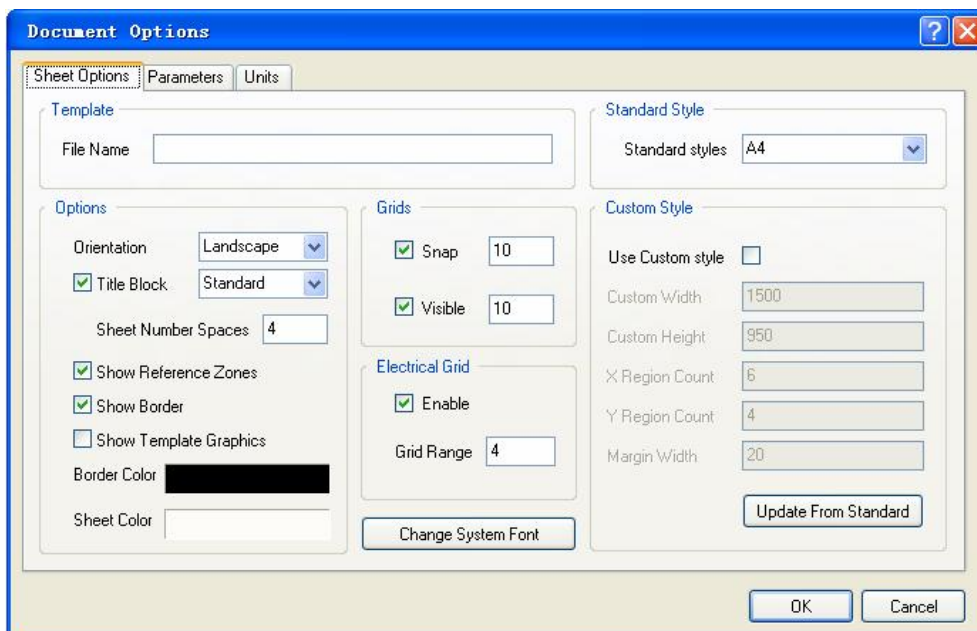 Document Options
Sheet Options Parameters Units
Template
File Name
Standard Style
Standard styles A4
Options
Orientation Landscape
Title Block Standard
Sheet Number Spaces 4
Show Reference Zones
Show Border
Show Template Graphics
Border Color
Sheet Color
Grids
Snap 10
Visible 10
Electrical Grid
Enable
Grid Range 4
Change System Font
Custom Style
Use Custom style
Custom Width 1500
Custom Height 950
X Region Count 6
Y Region Count 4
Margin Width 20
Update From Standard
OK Cancel